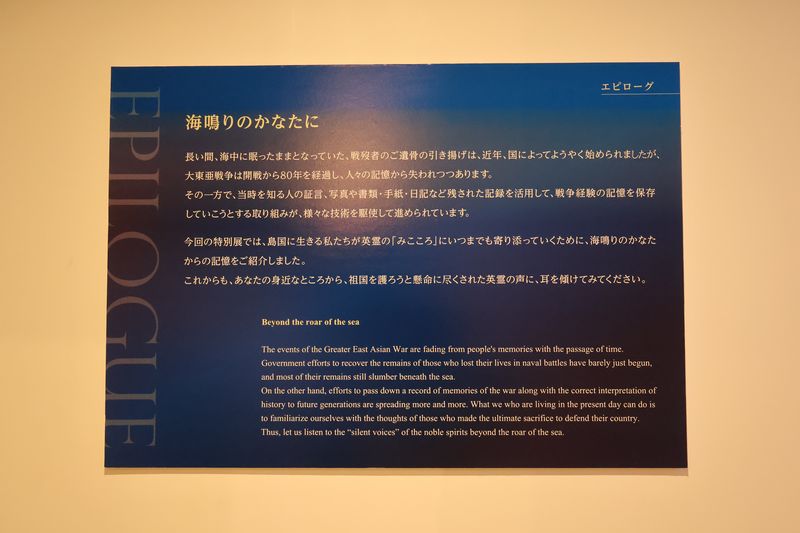 EPILOGUE
エピローグ
海鳴りのかなたに
長い間、海中に眠ったままとなっていた、戦歿者のご遺骨の引き揚げは、近年、国によってようやく始められましたが、
大東亜戦争は開戦から80年を経過し、人々の記憶から失われつつあります。
その一方で、当時を知る人の証言、写真や書類・手紙・日記など残された記録を活用して、戦争経験の記憶を保存
していこうとする取り組みが、様々な技術を駆使して進められています。
今回の特別展では、島国に生きる私たちが英霊の「みこころ」にいつまでも寄り添っていくために、海鳴りのかなた
からの記憶をご紹介しました。
これからも、あなたの身近なところから、祖国を護ろうと懸命に尽くされた英霊の声に、耳を傾けてみてください。
Beyond the roar of the sea
The events of the Greater East Asian War are fading from people's memories with the passage of time.
Government efforts to recover the remains of those who lost their lives in naval battles have barely just begun,
and most of their remains still slumber beneath the sea.
On the other hand, efforts to pass down a record of memories of the war along with the correct interpretation of
history to future generations are spreading more and more. What we who are living in the present day can do is
to familiarize ourselves with the thoughts of those who made the ultimate sacrifice to defend their country.
Thus, let us listen to the “silent voices” of the noble spirits beyond the roar of the sea.